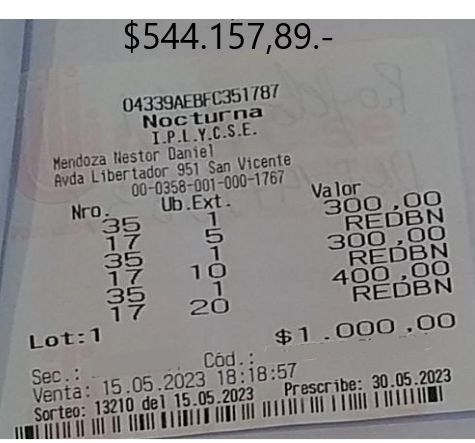 $544.157,89.-
04339AEBFC351787
Nocturna
I.P.L.Y.C.S.E.
Mendoza Nestor Daniel
Avda Libertador 951 San Vicente
00-0358-001-000-1767
Nro. Ub.Ext. Valor
35 1 300,00
17 5 REDBN
35 1 300,00
17 10 REDBN
35 1 400,00
17 20 REDBN
Lot:1 $1.000,00
Sec.: Cód.:
Venta: 15.05.2023 18:18:57
Sorteo: 13210 del 15.05.2023 Prescribe: 30.05.2023